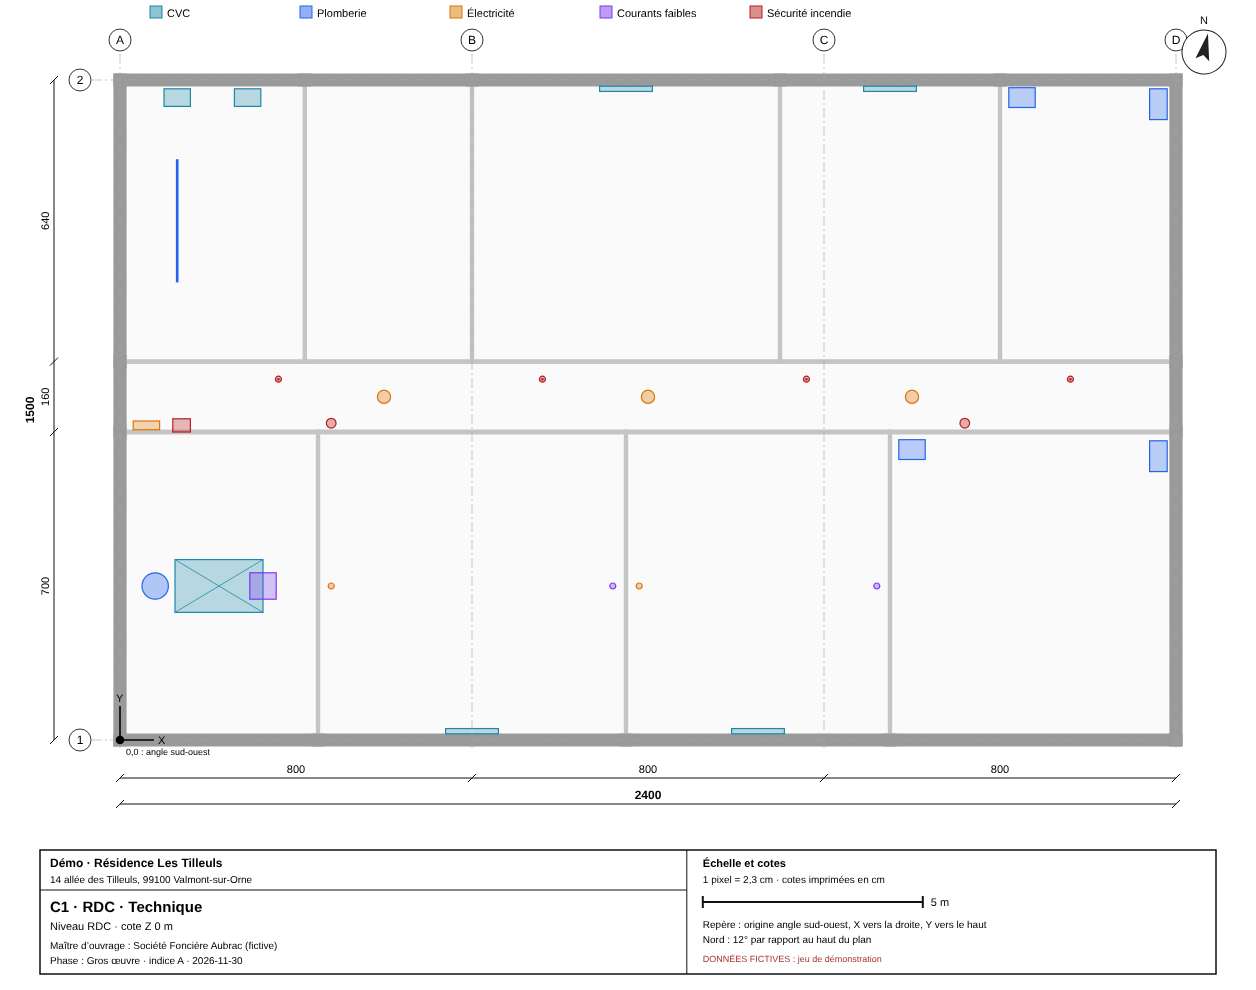 CVC
Plomberie
Électricité
Courants faibles
Sécurité incendie
N
A
B
C
D
2
640
160
1500
700
Y
X
1
0,0 : angle sud-ouest
800
800
800
2400
Démo · Résidence Les Tilleuls
14 allée des Tilleuls, 99100 Valmont-sur-Orne
C1 · RDC · Technique
Niveau RDC · cote Z 0 m
Maître d’ouvrage : Société Foncière Aubrac (fictive)
Phase : Gros œuvre · indice A · 2026-11-30
Échelle et cotes
1 pixel = 2,3 cm · cotes imprimées en cm
5 m
Repère : origine angle sud-ouest, X vers la droite, Y vers le haut
Nord : 12° par rapport au haut du plan
DONNÉES FICTIVES : jeu de démonstration